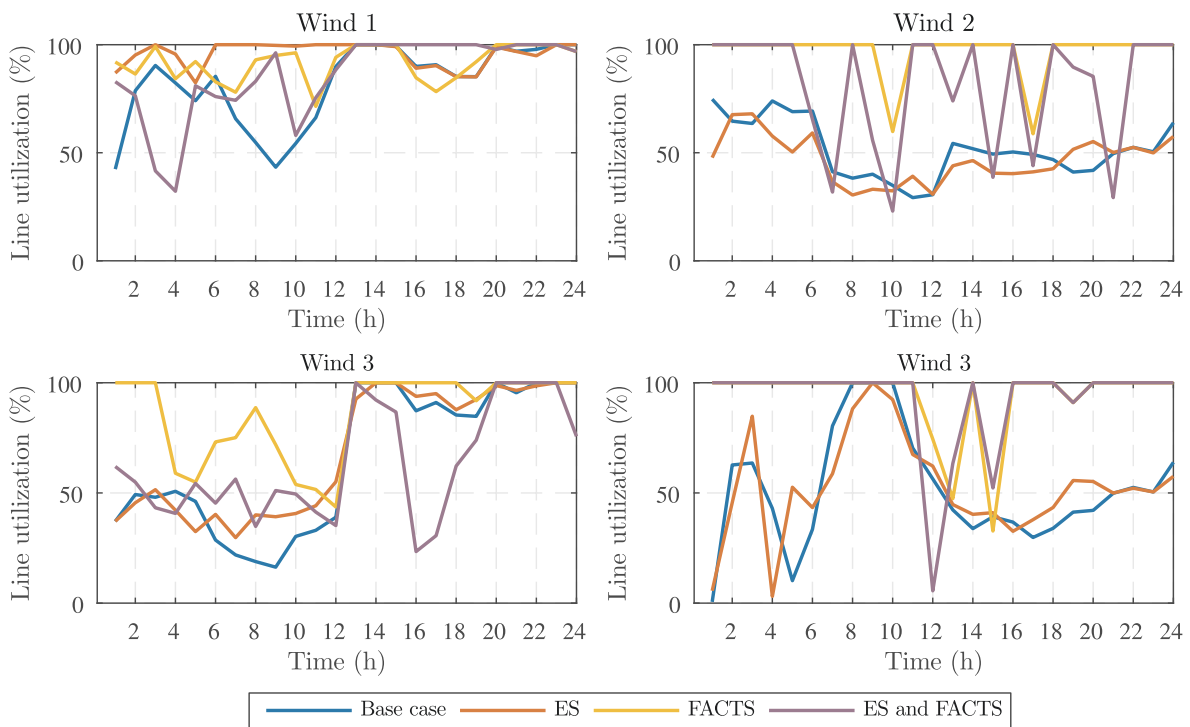 Wind 1
Wind 2
Line utilization (%)
100
50
0
2 4 6 8 10 12 14 16 18 20 22 24
Time (h)
Line utilization (%)
100
50
0
2 4 6 8 10 12 14 16 18 20 22 24
Time (h)
Wind 3
Wind 3
Line utilization (%)
100
50
0
2 4 6 8 10 12 14 16 18 20 22 24
Time (h)
Line utilization (%)
100
50
0
2 4 6 8 10 12 14 16 18 20 22 24
Time (h)
Base case ES FACTS ES and FACTS